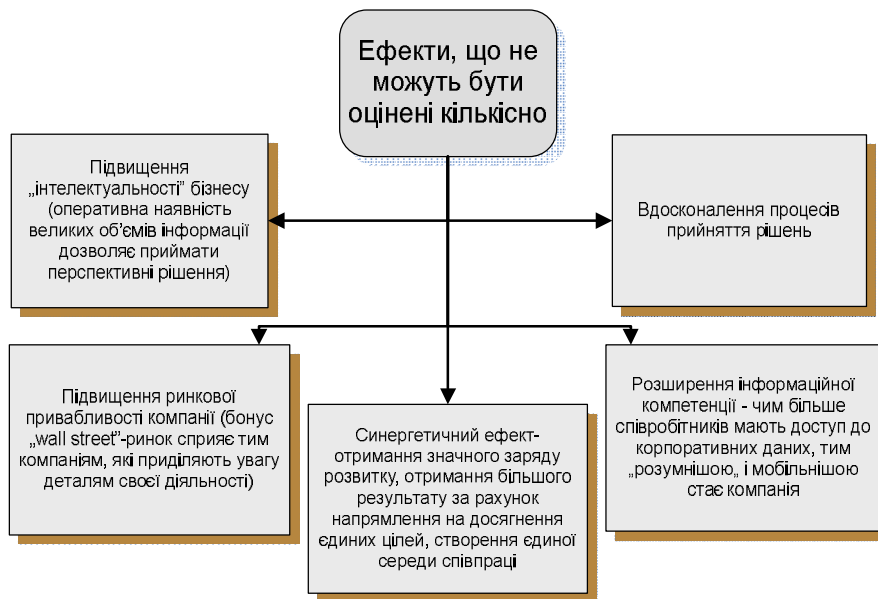 Ефекти, що не
можуть бути
оцінені кількісно
Підвищення
„інтелектуальності” бізнесу
(оперативна наявність
великих об’ємів інформації
дозволяє приймати
перспективні рішення)
Вдосконалення процесів
прийняття рішень
Підвищення ринкової
привабливості компанії (бонус
„wall street”-ринок сприяє тим
компаніям, які приділяють увагу
деталям своєї діяльності)
Синергетичний ефект-
отримання значного заряду
розвитку, отримання більшого
результату за рахунок
напрямлення на досягнення
єдиних цілей, створення єдиної
середи співпраці
Розширення інформаційної
компетенції - чим більше
співробітників мають доступ до
корпоративних даних, тим
„розумнішою„ і мобільнішою
стає компанія